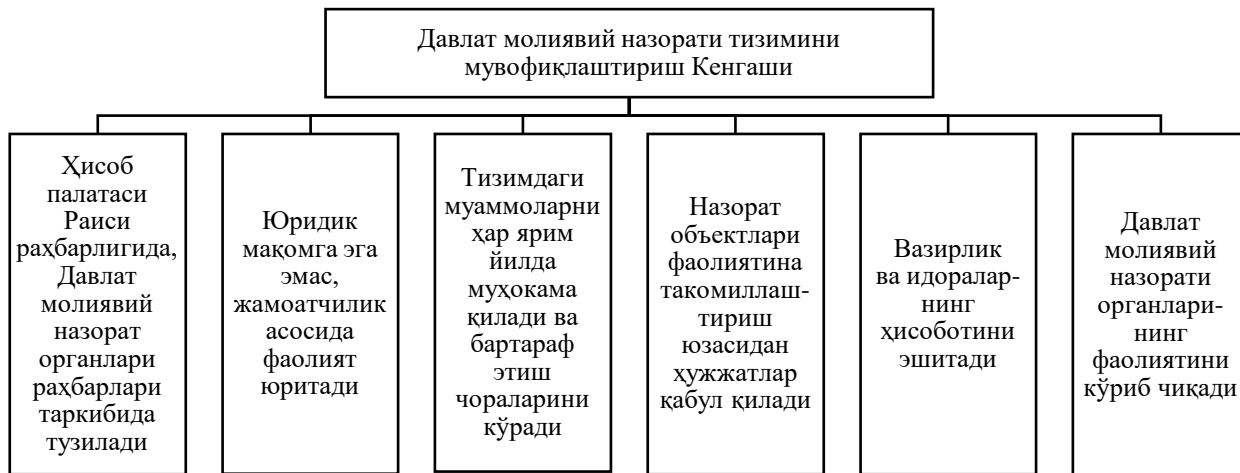 Давлат молиявий назорати тизимини
мувофиқлаштириш Кенгаши
Ҳисоб
палатаси
Раиси
раҳбарлигида,
Давлат
молиявий
назорат
органлари
раҳбарлари
таркибида
тузилади
Юридик
мақомга эга
эмас,
жамоатчилик
асосида
фаолият
юритади
Тизимдаги
муаммоларни
ҳар ярим
йилда
муҳокама
қилади ва
бартараф
этиш
чораларини
кўради
Назорат
объектлари
фаолиятина
такомиллаш-
тириш
юзасидан
ҳужжатлар
қабул қилади
Вазирлик
ва идоралар-
нинг
ҳисоботини
эшитади
Давлат
молиявий
назорати
органлари-
нинг
фаолиятини
кўриб чиқади